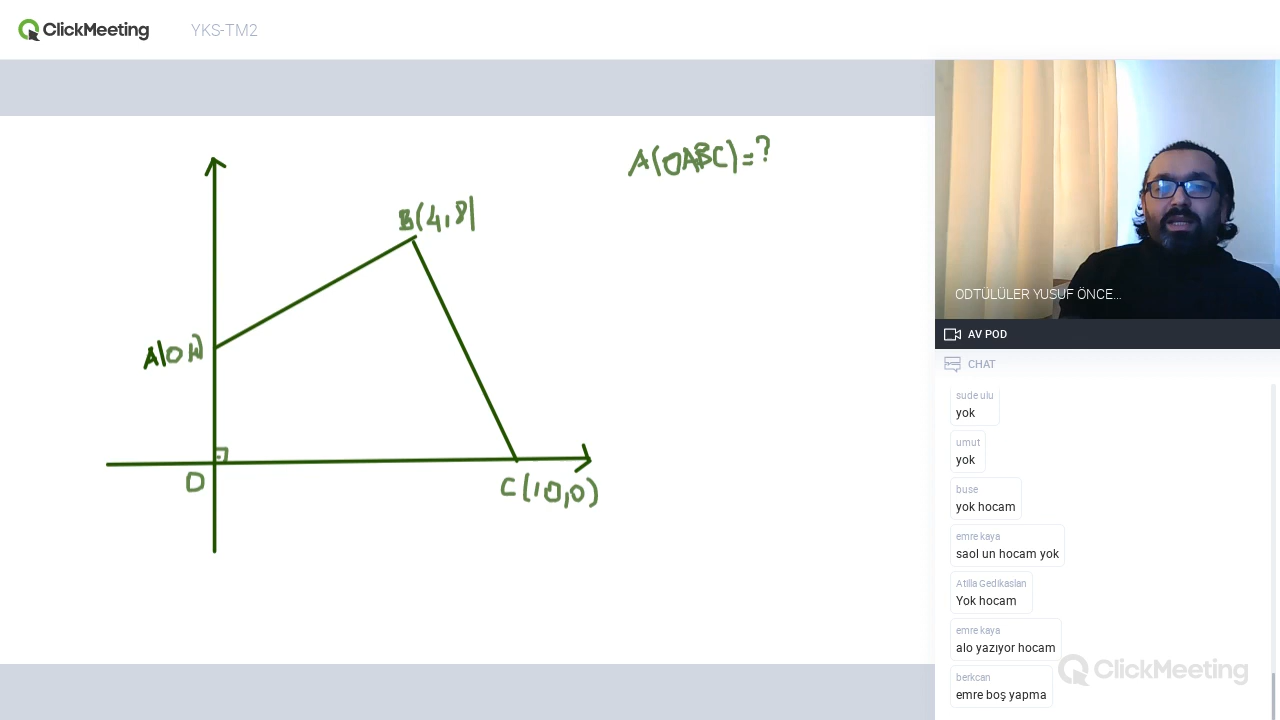 ClickMeeting YKS-TM2
A(OABC)=?
B(4,8)
O
C(10,0)
ODTÜLÜLER YUSUF ÖNCE...
AV POD
CHAT
sude ulu
yok
umut
yok
buse
yok hocam
emre kaya
saol un hocam yok
Atilla Gedikaslan
Yok hocam
emre kaya
alo yazıyor hocam
berkcan
emre boş yapma
ClickMeeting